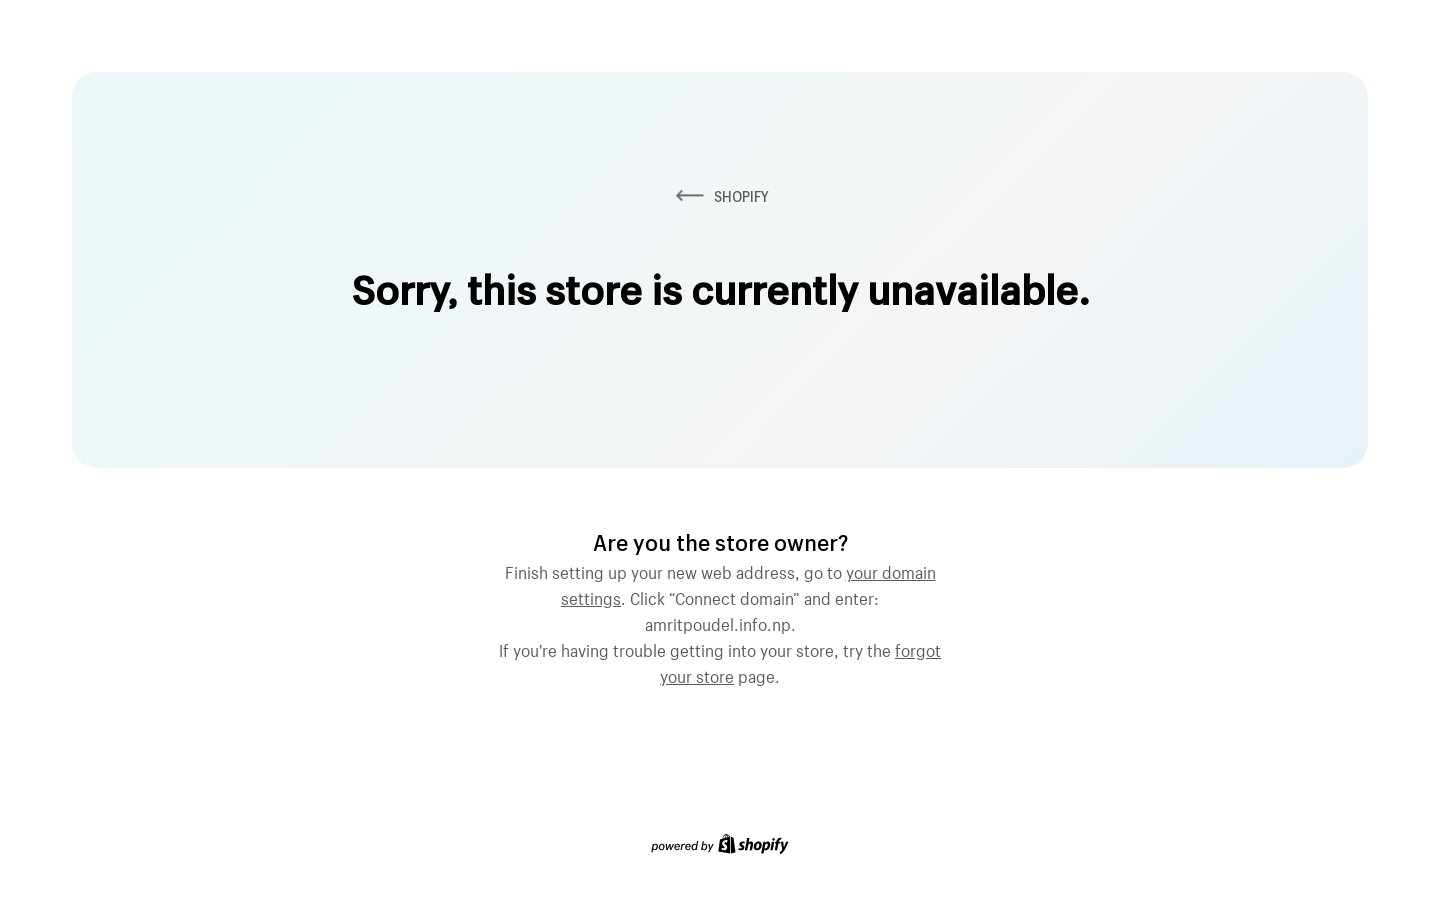 SHOPIFY
Sorry, this store is currently unavailable.
Are you the store owner?
Finish setting up your new web address, go to your domain
settings. Click “Connect domain” and enter:
amritpoudel.info.np.
If you're having trouble getting into your store, try the forgot
your store page.
powered by shopify